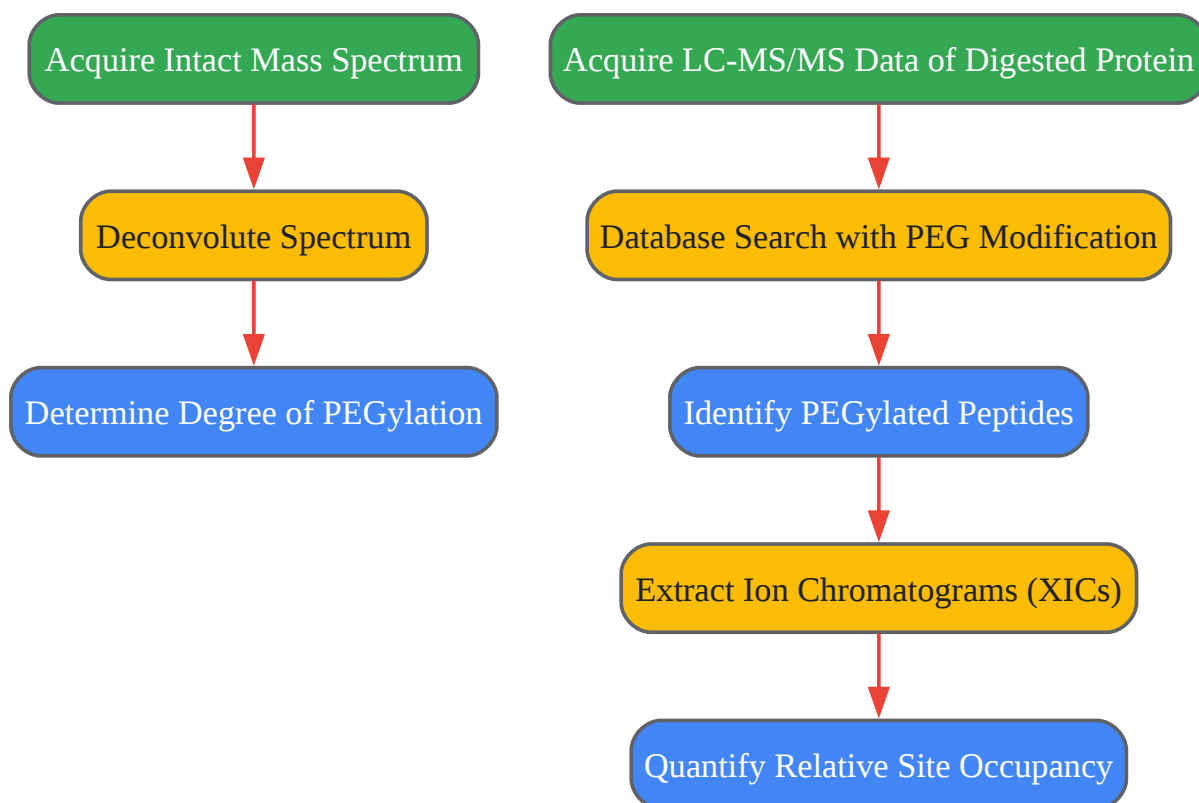 Acquire Intact Mass Spectrum
Deconvolute Spectrum
Determine Degree of PEGylation
Acquire LC-MS/MS Data of Digested Protein
Database Search with PEG Modification
Identify PEGylated Peptides
Extract Ion Chromatograms (XICs)
Quantify Relative Site Occupancy